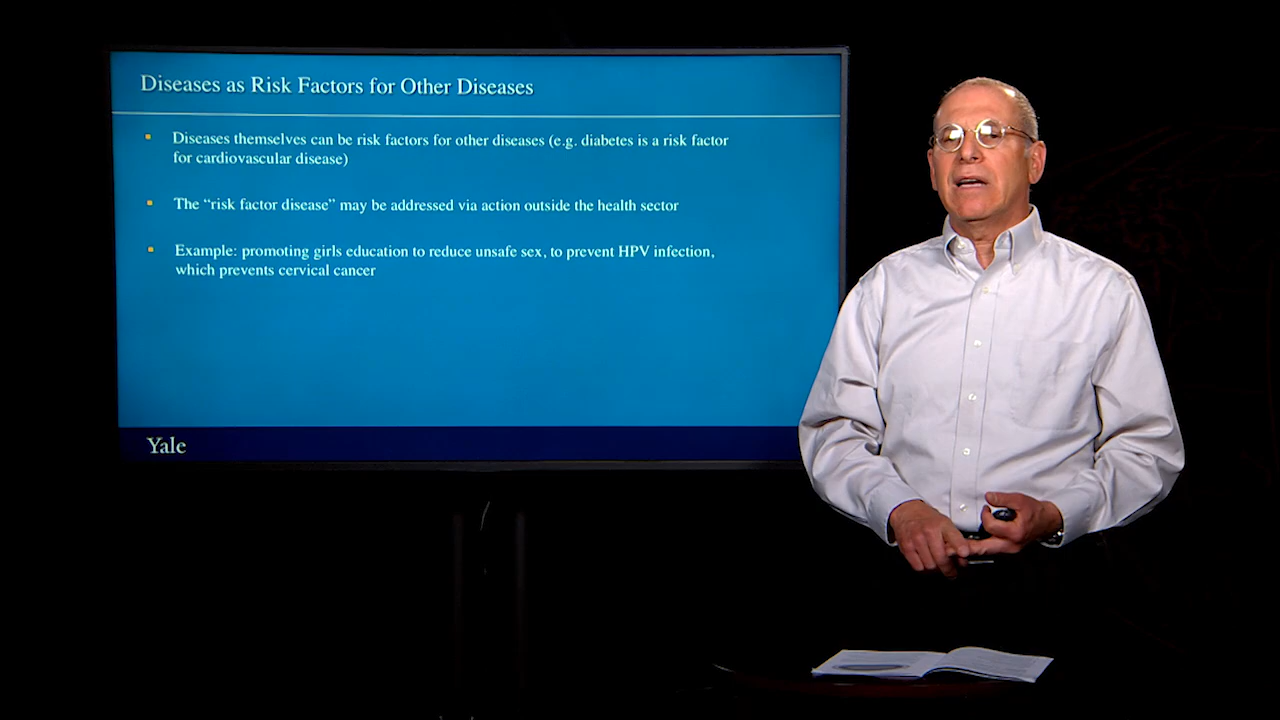 Diseases as Risk Factors for Other Diseases
Diseases themselves can be risk factors for other diseases (e.g. diabetes is a risk factor
for cardiovascular disease)
The “risk factor disease” may be addressed via action outside the health sector
Example: promoting girls education to reduce unsafe sex, to prevent HPV infection,
which prevents cervical cancer
Yale